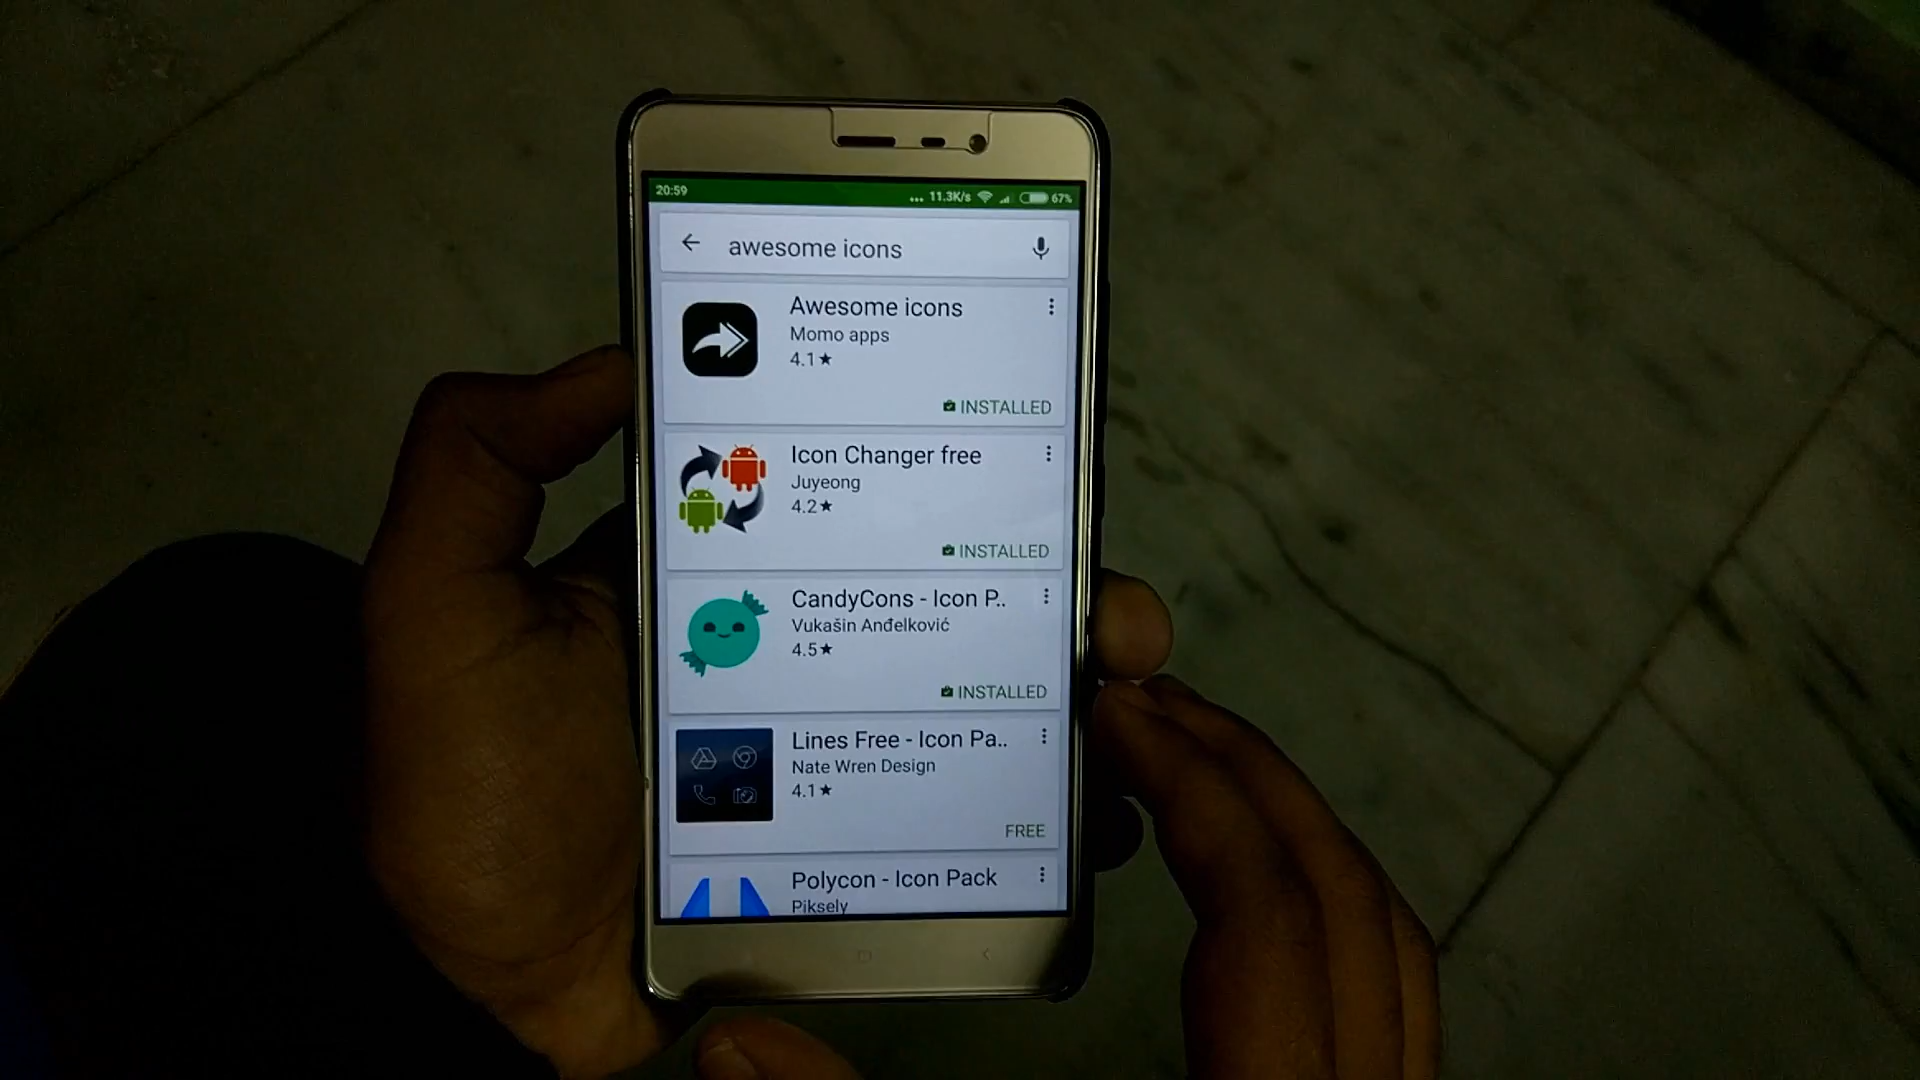 20:59
... 11.3K/s 67%
awesome icons
Awesome icons
Momo apps
4.1★
INSTALLED
Icon Changer free
Juyeong
4.2★
INSTALLED
CandyCons - Icon P..
Vukašin Anđelković
4.5★
INSTALLED
Lines Free - Icon Pa..
Nate Wren Design
4.1★
FREE
Polycon - Icon Pack
Piksely